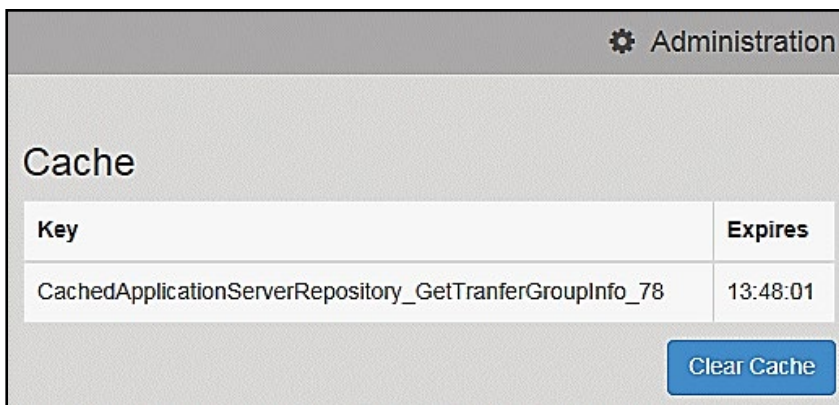 Administration
Cache
Key Expires
CachedApplicationServerRepository_GetTranferGroupInfo_78 13:48:01
Clear Cache